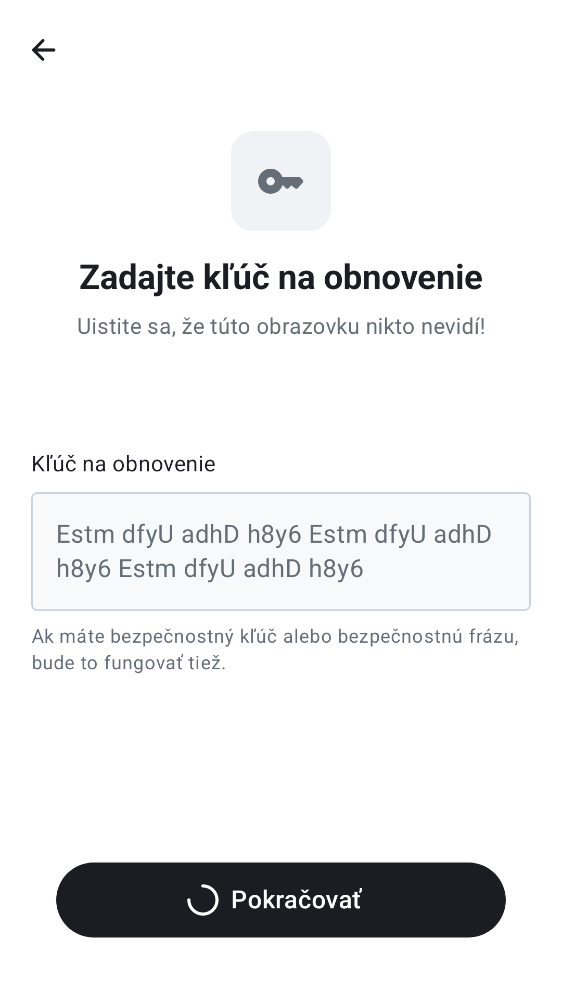 Zadajte kľúč na obnovenie
Uistite sa, že túto obrazovku nikto nevidí!
Kľúč na obnovenie
Estm dfyU adhD h8y6 Estm dfyU adhD
h8y6 Estm dfyU adhD h8y6
Ak máte bezpečnostný kľúč alebo bezpečnostnú frázu,
bude to fungovať tiež.
Pokračovať